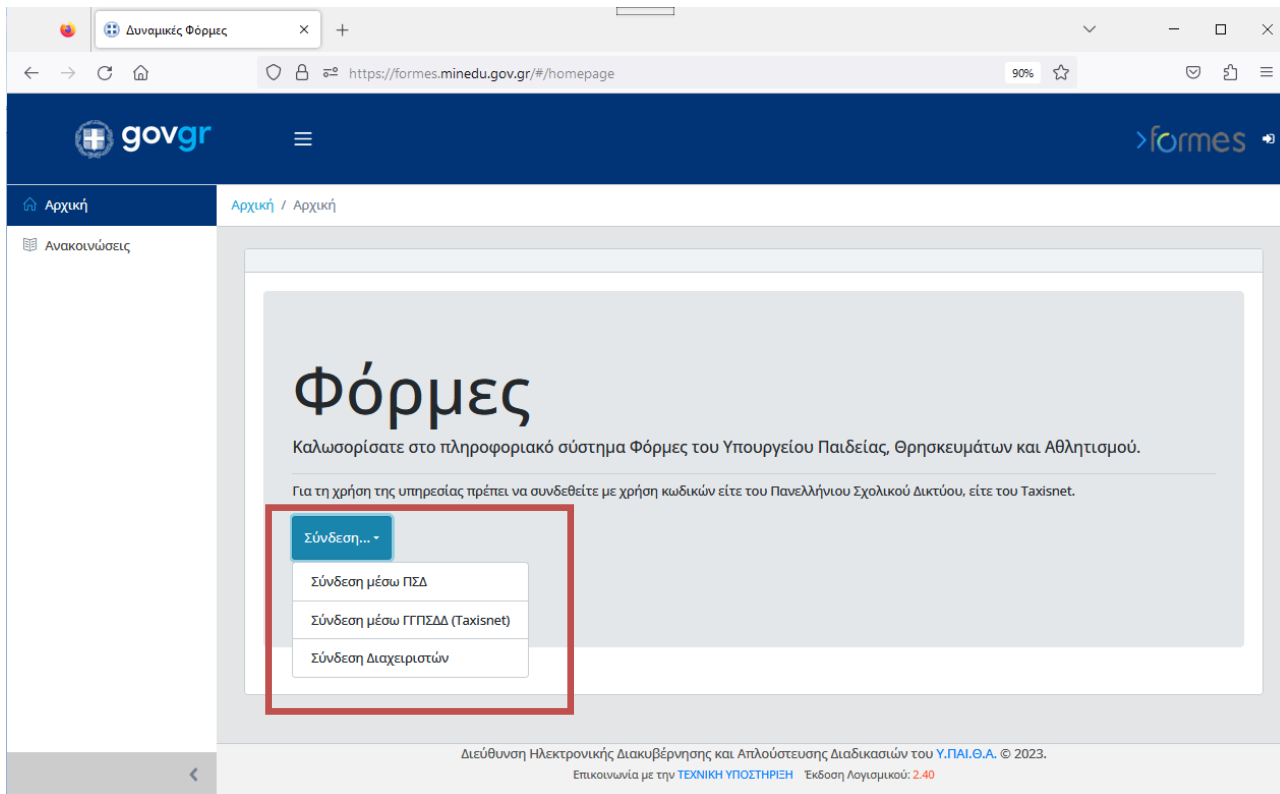 Δυναμικές Φόρμες
https://formes.minedu.gov.gr/#/homepage
90%
govgr
>formes
Αρχική
Αρχική / Αρχική
Ανακοινώσεις
Φόρμες
Καλωσορίσατε στο πληροφοριακό σύστημα Φόρμες του Υπουργείου Παιδείας, Θρησκευμάτων και Αθλητισμού.
Για τη χρήση της υπηρεσίας πρέπει να συνδεθείτε με χρήση κωδικών είτε του Πανελλήνιου Σχολικού Δικτύου, είτε του Taxisnet.
Σύνδεση...
Σύνδεση μέσω ΠΣΔ
Σύνδεση μέσω ΓΓΠΣΔΔ (Taxisnet)
Σύνδεση Διαχειριστών
Διεύθυνση Ηλεκτρονικής Διακυβέρνησης και Απλούστευσης Διαδικασιών του Υ.ΠΑΙ.Θ.Α. © 2023.
Επικοινωνία με την ΤΕΧΝΙΚΗ ΥΠΟΣΤΗΡΙΞΗ Έκδοση Λογισμικού: 2.40